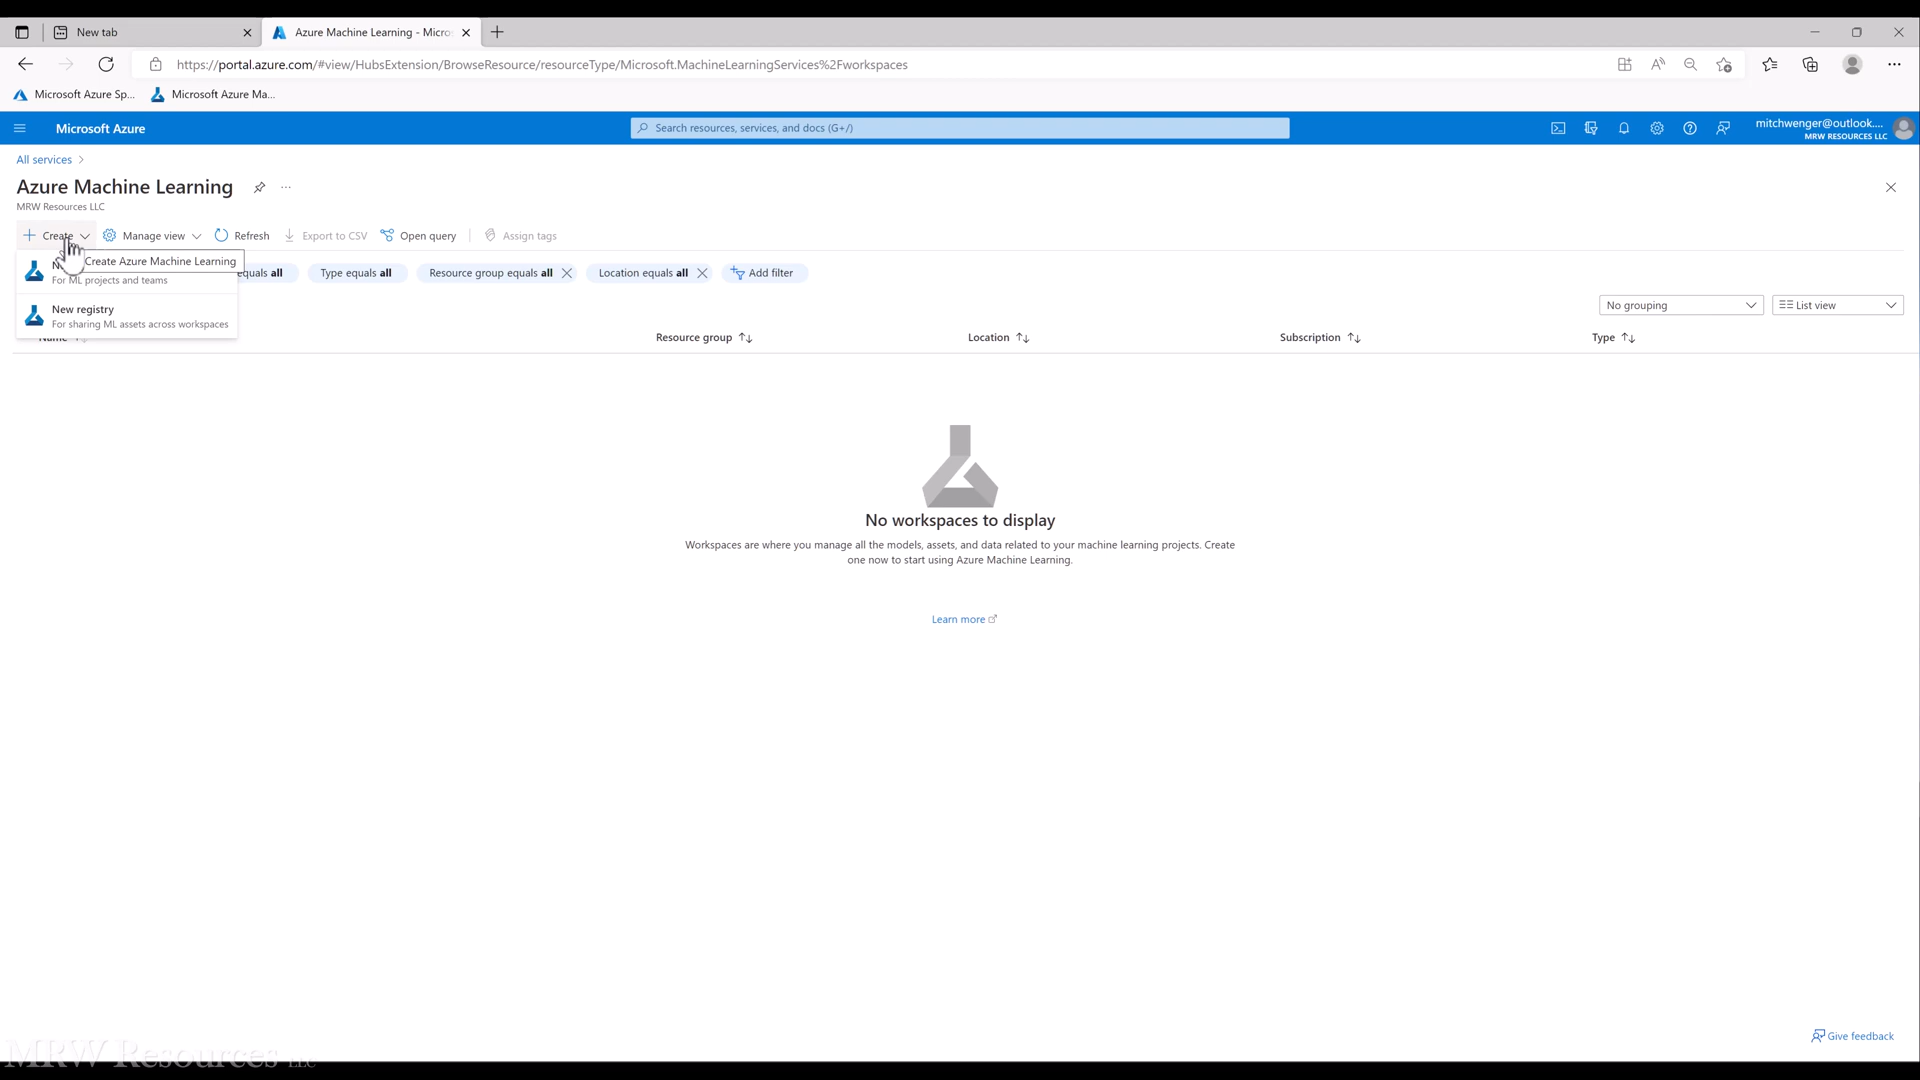 New tab
Azure Machine Learning - Micro
https://portal.azure.com/#view/HubsExtension/BrowseResource/resourceType/Microsoft.MachineLearningServices%2Fworkspaces
Microsoft Azure Sp...
Microsoft Azure Ma...
Microsoft Azure
Search resources, services, and docs (G+/)
mitchwenger@outlook....
MRW RESOURCES LLC
All services
Azure Machine Learning
MRW Resources LLC
Create
Manage view
Refresh
Export to CSV
Open query
Assign tags
Create Azure Machine Learning
For ML projects and teams
New registry
For sharing ML assets across workspaces
equals all
Type equals all
Resource group equals all
Location equals all
Add filter
No grouping
List view
Name
Resource group
Location
Subscription
Type
No workspaces to display
Workspaces are where you manage all the models, assets, and data related to your machine learning projects. Create
one now to start using Azure Machine Learning.
Learn more
Give feedback
MRW Resources LLC